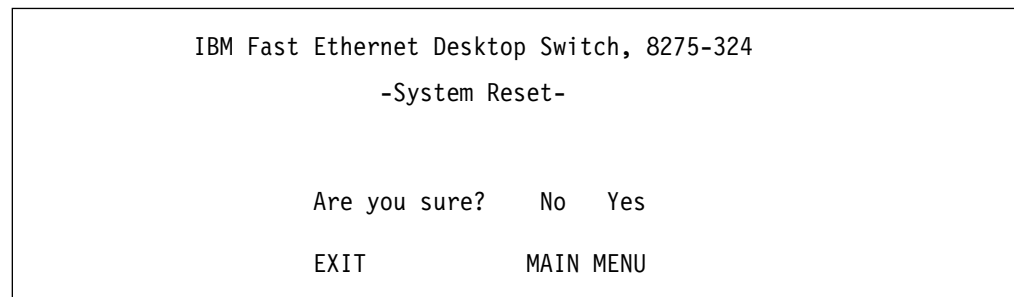 IBM Fast Ethernet Desktop Switch, 8275-324
-System Reset-
Are you sure? No Yes
EXIT MAIN MENU